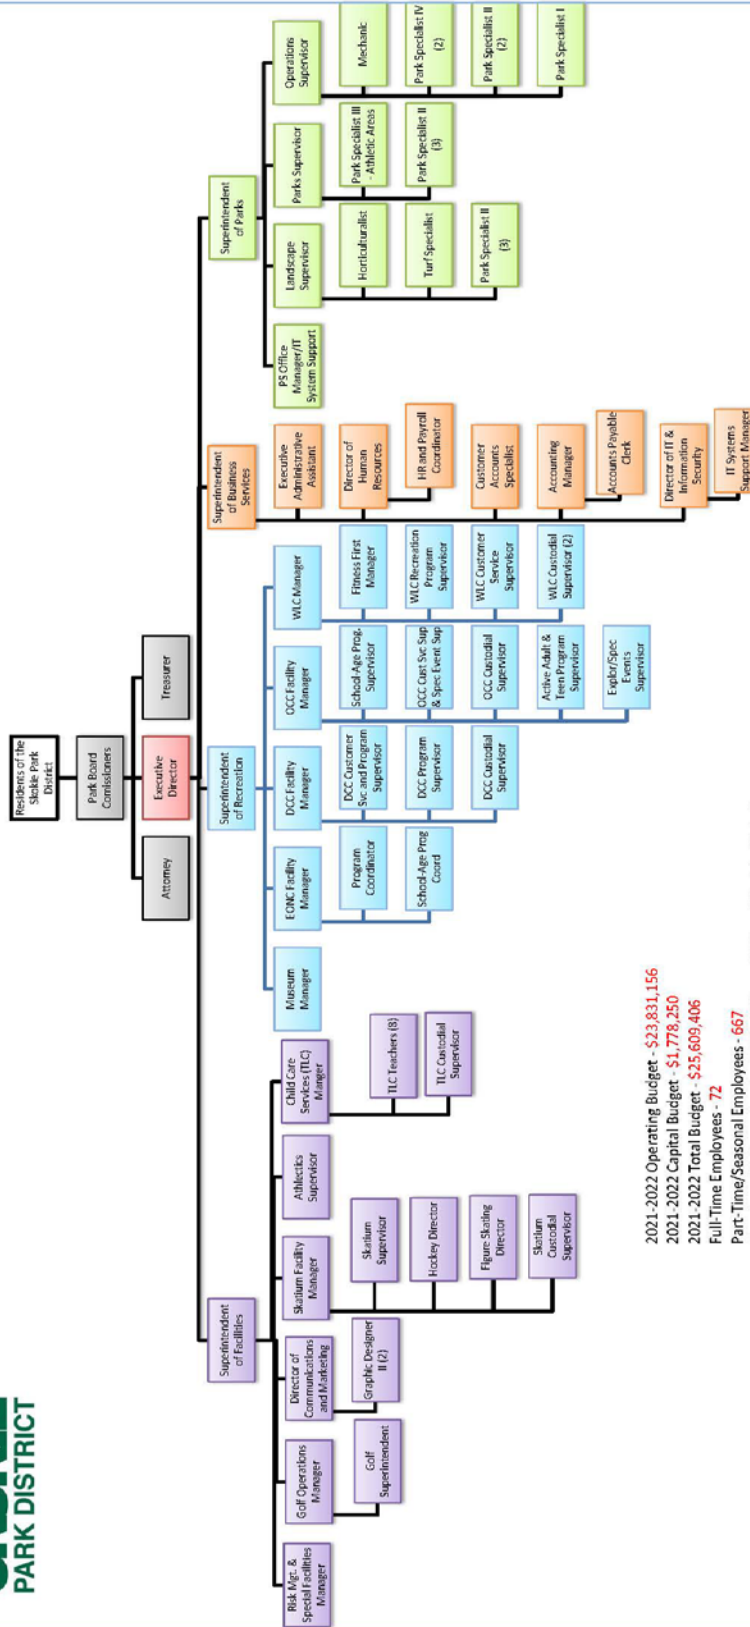 PARK DISTRICT
Residents of the
Skokie Park
District
Park Board
Comissioners
Attorney
Executive
Director
Treasurer
Superintendent
of Facilities
Superintendent
of Recreation
Superintendent
of Business
Services
Superintendent
of Parks
Risk Mgt. &
Special Facilities
Manager
Golf Operations
Manager
Golf
Superintendent
Director of
Communications
and Marketing
Graphic Designer
II (2)
Skatium Facility
Manager
Skatium
Supervisor
Hockey Director
Figure Skating
Director
Skatium
Custodial
Supervisor
Athlectics
Supervisor
Child Care
Services (TLC)
Manger
TLC Teachers (8)
TLC Custodial
Supervisor
Museum
Manager
EONC Facility
Manager
Program
Coordinator
School-Age Prog
Coord
DCC Facility
Manager
DCC Customer
Svc and Program
Supervisor
DCC Program
Supervisor
DCC Custodial
Supervisor
OCC Facility
Manager
School-Age Prog.
Supervisor
OCC Cust Svc Sup
& Spec Event Sup
OCC Custodial
Supervisor
Active Adult &
Teen Program
Supervisor
Explor/Spec
Events
Supervisor
WLC Manager
Fitness First
Manager
WLC Recreation
Program
Supervisor
WLC Customer
Service
Supervisor
WLC Custodial
Supervisor (2)
Executive
Administrative
Assistant
Director of
Human
Resources
HR and Payroll
Coordinator
Customer
Accounts
Specialist
Accounting
Manager
Accounts Payable
Clerk
Director of IT &
Information
Security
IT Systems
Support Manager
PS Office
Manager/IT
System Support
Landscape
Supervisor
Horticulturalist
Turf Specialist
Park Specialist II
(3)
Parks Supervisor
Park Specialist III
- Athletic Areas
Park Specialist II
(3)
Operations
Supervisor
Mechanic
Park Specialist IV
(2)
Park Specialist II
(2)
Park Specialist I
2021-2022 Operating Budget - $23,831,156
2021-2022 Capital Budget - $1,778,250
2021-2022 Total Budget - $25,609,406
Full-Time Employees - 72
Part-Time/Seasonal Employees - 667